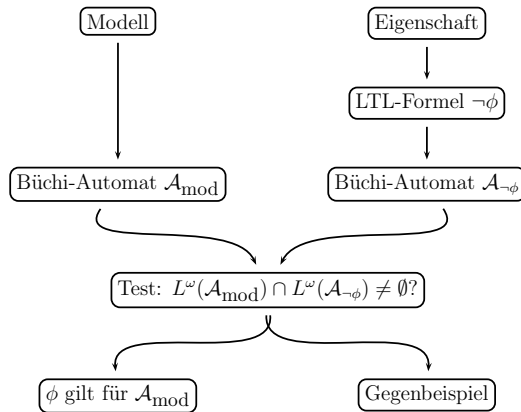 Modell
Eigenschaft
LTL-Formel ¬ϕ
Büchi-Automat 𝒜_mod
Büchi-Automat 𝒜_¬ϕ
Test: L^ω(𝒜_mod) ∩ L^ω(𝒜_¬ϕ) ≠ ∅?
ϕ gilt für 𝒜_mod
Gegenbeispiel